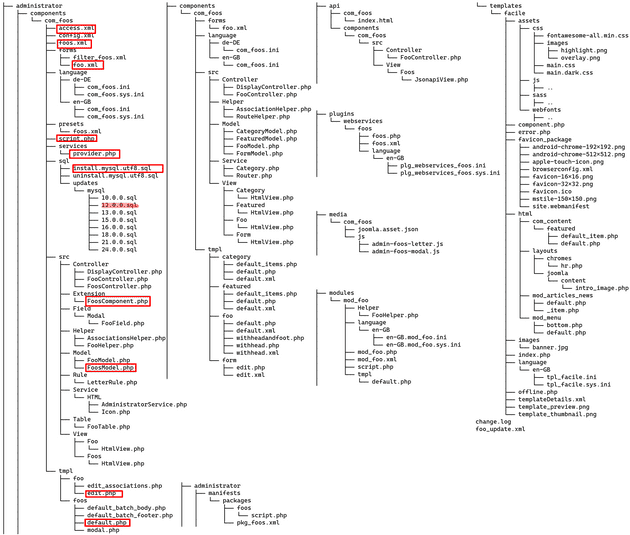 administrator
components
com_foos
access.xml
config.xml
foos.xml
forms
filter_foos.xml
foo.xml
language
de-DE
com_foos.ini
com_foos.sys.ini
en-GB
com_foos.ini
com_foos.sys.ini
presets
foos.xml
script.php
services
provider.php
sql
install.mysql.utf8.sql
uninstall.mysql.utf8.sql
updates
mysql
10.0.0.sql
12.0.0.sql
13.0.0.sql
15.0.0.sql
16.0.0.sql
18.0.0.sql
21.0.0.sql
24.0.0.sql
src
Controller
DisplayController.php
FooController.php
FoosController.php
Extension
FoosComponent.php
Field
Modal
FooField.php
Helper
AssociationsHelper.php
FooHelper.php
Model
FooModel.php
FoosModel.php
Rule
LetterRule.php
Service
HTML
AdministratorService.php
Icon.php
Table
FooTable.php
View
Foo
HtmlView.php
Foos
HtmlView.php
tmpl
foo
edit_associations.php
edit.php
foos
default_batch_body.php
default_batch_footer.php
default.php
modal.php
components
com_foos
forms
foo.xml
language
de-DE
com_foos.ini
en-GB
com_foos.ini
src
Controller
DisplayController.php
FooController.php
Helper
AssociationHelper.php
RouteHelper.php
Model
CategoryModel.php
FeaturedModel.php
FooModel.php
FormModel.php
Service
Category.php
Router.php
View
Category
HtmlView.php
Featured
HtmlView.php
Foo
HtmlView.php
Form
HtmlView.php
tmpl
category
default_items.php
default.php
default.xml
featured
default_items.php
default.php
default.xml
foo
default.php
default.xml
withheadandfoot.php
withhead.php
withhead.xml
form
edit.php
edit.xml
administrator
manifests
packages
foos
script.php
pkg_foos.xml
api
components
com_foos
index.html
components
com_foos
src
Controller
FooController.php
View
Foos
JsonapiView.php
plugins
webservices
foos
foos.php
foos.xml
language
en-GB
plg_webservices_foos.ini
plg_webservices_foos.sys.ini
media
com_foos
joomla.asset.json
js
admin-foos-letter.js
admin-foos-modal.js
modules
mod_foo
Helper
FooHelper.php
language
en-GB
en-GB.mod_foo.ini
en-GB.mod_foo.sys.ini
mod_foo.php
mod_foo.xml
script.php
tmpl
default.php
templates
facile
assets
css
fontawesome-all.min.css
images
highlight.png
overlay.png
main.css
main.dark.css
js
..
sass
..
webfonts
..
component.php
error.php
favicon_package
android-chrome-192×192.png
android-chrome-512×512.png
apple-touch-icon.png
browserconfig.xml
favicon-16×16.png
favicon-32×32.png
favicon.ico
mstile-150×150.png
site.webmanifest
html
com_content
featured
default_item.php
default.php
layouts
chromes
hr.php
joomla
content
intro_image.php
mod_articles_news
default.php
_item.php
mod_menu
bottom.php
default.php
images
banner.jpg
index.php
language
en-GB
tpl_facile.ini
tpl_facile.sys.ini
offline.php
templateDetails.xml
template_preview.png
template_thumbnail.png
change.log
foo_update.xml